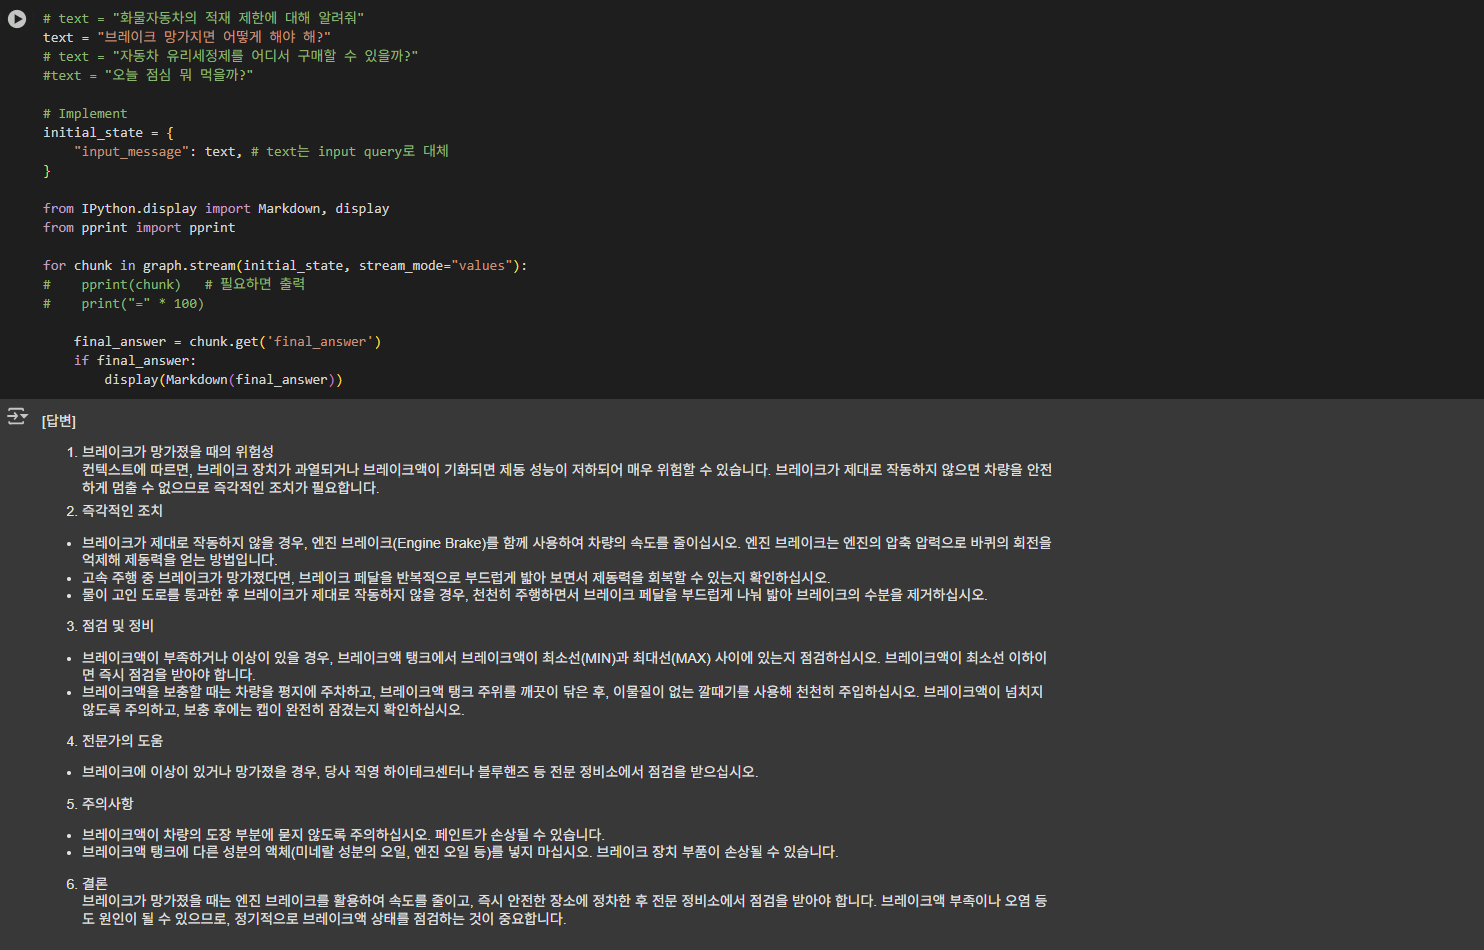 # text = "화물자동차의 적재 제한에 대해 알려줘"
text = "브레이크 망가지면 어떻게 해야 해?"
# text = "자동차 유리세정제를 어디서 구매할 수 있을까?"
#text = "오늘 점심 뭐 먹을까?"
# Implement
initial_state = {
    "input_message": text, # text는 input query로 대체
}
from IPython.display import Markdown, display
from pprint import pprint
for chunk in graph.stream(initial_state, stream_mode="values"):
#    pprint(chunk)   # 필요하면 출력
#    print("=" * 100)
    final_answer = chunk.get('final_answer')
    if final_answer:
        display(Markdown(final_answer))
[답변]
1. 브레이크가 망가졌을 때의 위험성
컨텍스트에 따르면, 브레이크 장치가 과열되거나 브레이크액이 기화되면 제동 성능이 저하되어 매우 위험할 수 있습니다. 브레이크가 제대로 작동하지 않으면 차량을 안전
하게 멈출 수 없으므로 즉각적인 조치가 필요합니다.
2. 즉각적인 조치
• 브레이크가 제대로 작동하지 않을 경우, 엔진 브레이크(Engine Brake)를 함께 사용하여 차량의 속도를 줄이십시오. 엔진 브레이크는 엔진의 압축 압력으로 바퀴의 회전을
억제해 제동력을 얻는 방법입니다.
• 고속 주행 중 브레이크가 망가졌다면, 브레이크 페달을 반복적으로 부드럽게 밟아 보면서 제동력을 회복할 수 있는지 확인하십시오.
• 물이 고인 도로를 통과한 후 브레이크가 제대로 작동하지 않을 경우, 천천히 주행하면서 브레이크 페달을 부드럽게 나눠 밟아 브레이크의 수분을 제거하십시오.
3. 점검 및 정비
• 브레이크액이 부족하거나 이상이 있을 경우, 브레이크액 탱크에서 브레이크액이 최소선(MIN)과 최대선(MAX) 사이에 있는지 점검하십시오. 브레이크액이 최소선 이하이
면 즉시 점검을 받아야 합니다.
• 브레이크액을 보충할 때는 차량을 평지에 주차하고, 브레이크액 탱크 주위를 깨끗이 닦은 후, 이물질이 없는 깔때기를 사용해 천천히 주입하십시오. 브레이크액이 넘치지
않도록 주의하고, 보충 후에는 캡이 완전히 잠겼는지 확인하십시오.
4. 전문가의 도움
• 브레이크에 이상이 있거나 망가졌을 경우, 당사 직영 하이테크센터나 블루핸즈 등 전문 정비소에서 점검을 받으십시오.
5. 주의사항
• 브레이크액이 차량의 도장 부분에 묻지 않도록 주의하십시오. 페인트가 손상될 수 있습니다.
• 브레이크액 탱크에 다른 성분의 액체(미네랄 성분의 오일, 엔진 오일 등)를 넣지 마십시오. 브레이크 장치 부품이 손상될 수 있습니다.
6. 결론
브레이크가 망가졌을 때는 엔진 브레이크를 활용하여 속도를 줄이고, 즉시 안전한 장소에 정차한 후 전문 정비소에서 점검을 받아야 합니다. 브레이크액 부족이나 오염 등
도 원인이 될 수 있으므로, 정기적으로 브레이크액 상태를 점검하는 것이 중요합니다.